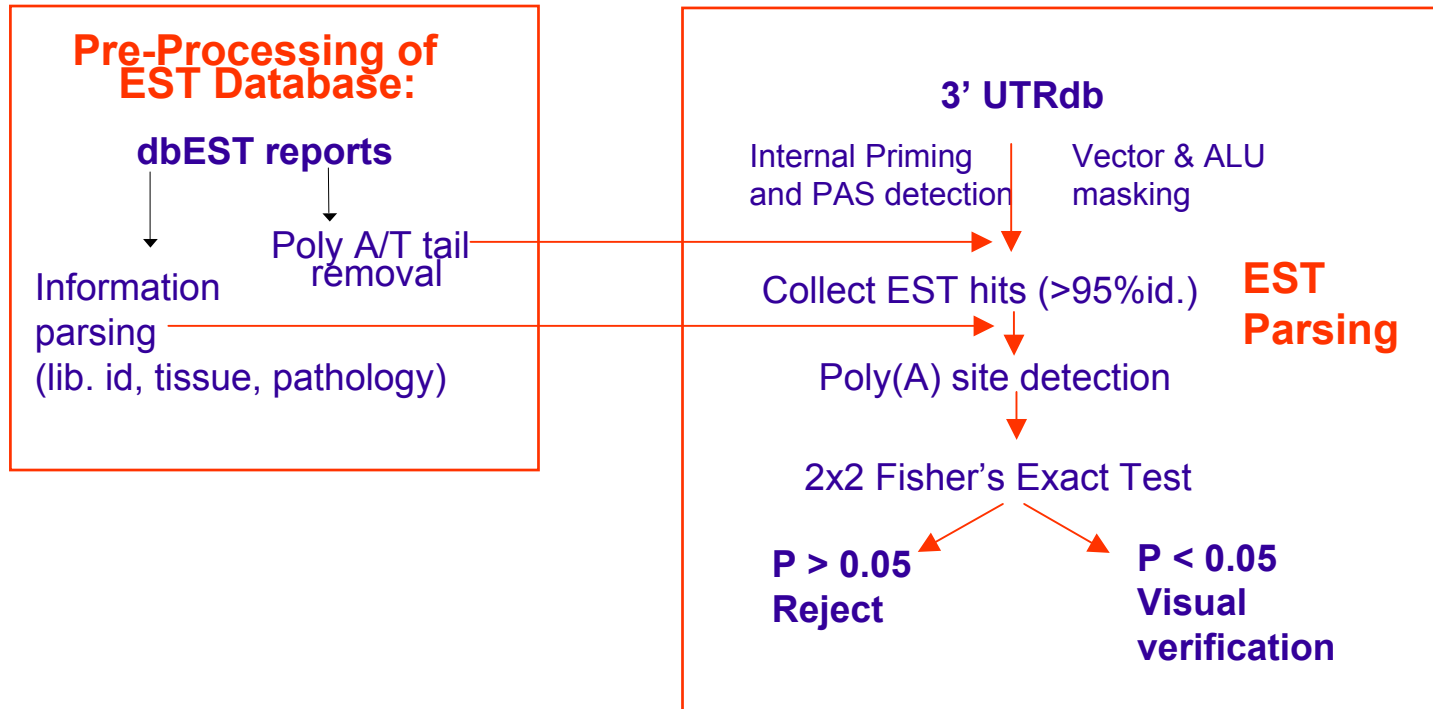 Pre-Processing of
EST Database:
dbEST reports
Poly A/T tail
removal
Information
parsing
(lib. id, tissue, pathology)
3’ UTRdb
Internal Priming
and PAS detection
Vector & ALU
masking
Collect EST hits (>95%id.)
EST
Parsing
Poly(A) site detection
2x2 Fisher’s Exact Test
P > 0.05
Reject
P < 0.05
Visual
verification